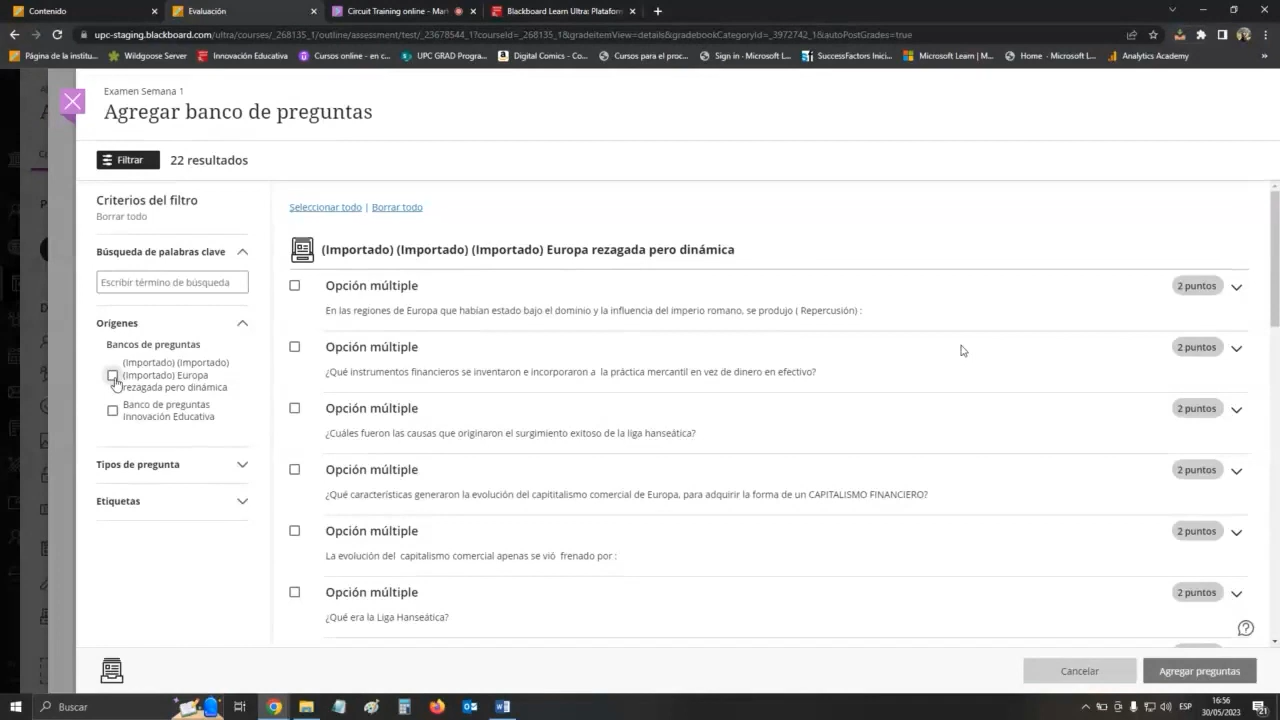 Contenido
Evaluación
Circuit Training online - Mar
Blackboard Learn Ultra: Platafor
upc-staging.blackboard.com/ultra/courses/_268135_1/outline/assessment/test/_23678544_1?courseId=_268135_1&gradeitemView=details&gradebookCategoryId=_3972742_1&autoPostGrades=true
Página de la institu...
Wildgoose Server
Innovación Educativa
Cursos online - en c...
UPC GRAD Progra...
Digital Comics - Co...
Cursos para el proc...
Sign in - Microsoft L...
SuccessFactors Inici...
Microsoft Learn | M...
Home - Microsoft L...
Analytics Academy
»
Examen Semana 1
Agregar banco de preguntas
Filtrar
22 resultados
Criterios del filtro
Borrar todo
Búsqueda de palabras clave
Escribir término de búsqueda
Orígenes
Bancos de preguntas
(Importado) (Importado)
(Importado) Europa
rezagada pero dinámica
Banco de preguntas
Innovación Educativa
Tipos de pregunta
Etiquetas
Seleccionar todo | Borrar todo
(Importado) (Importado) (Importado) Europa rezagada pero dinámica
Opción múltiple
2 puntos
En las regiones de Europa que habían estado bajo el dominio y la influencia del imperio romano, se produjo ( Repercusión) :
Opción múltiple
2 puntos
¿Qué instrumentos financieros se inventaron e incorporaron a la práctica mercantil en vez de dinero en efectivo?
Opción múltiple
2 puntos
¿Cuáles fueron las causas que originaron el surgimiento exitoso de la liga hanseática?
Opción múltiple
2 puntos
¿Qué características generaron la evolución del capititalismo comercial de Europa, para adquirir la forma de un CAPITALISMO FINANCIERO?
Opción múltiple
2 puntos
La evolución del capitalismo comercial apenas se vió frenado por :
Opción múltiple
2 puntos
¿Qué era la Liga Hanseática?
Cancelar
Agregar preguntas
Buscar
ESP
16:56
30/05/2023
21